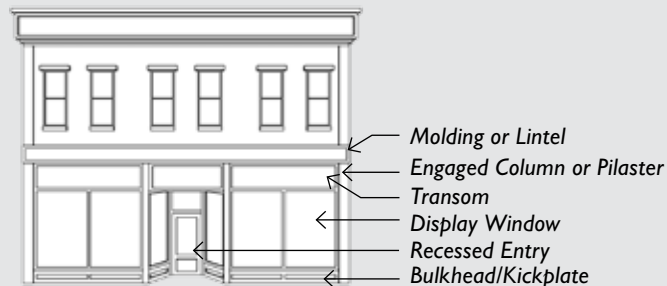 Molding or Lintel
Engaged Column or Pilaster
Transom
Display Window
Recessed Entry
Bulkhead/Kickplate